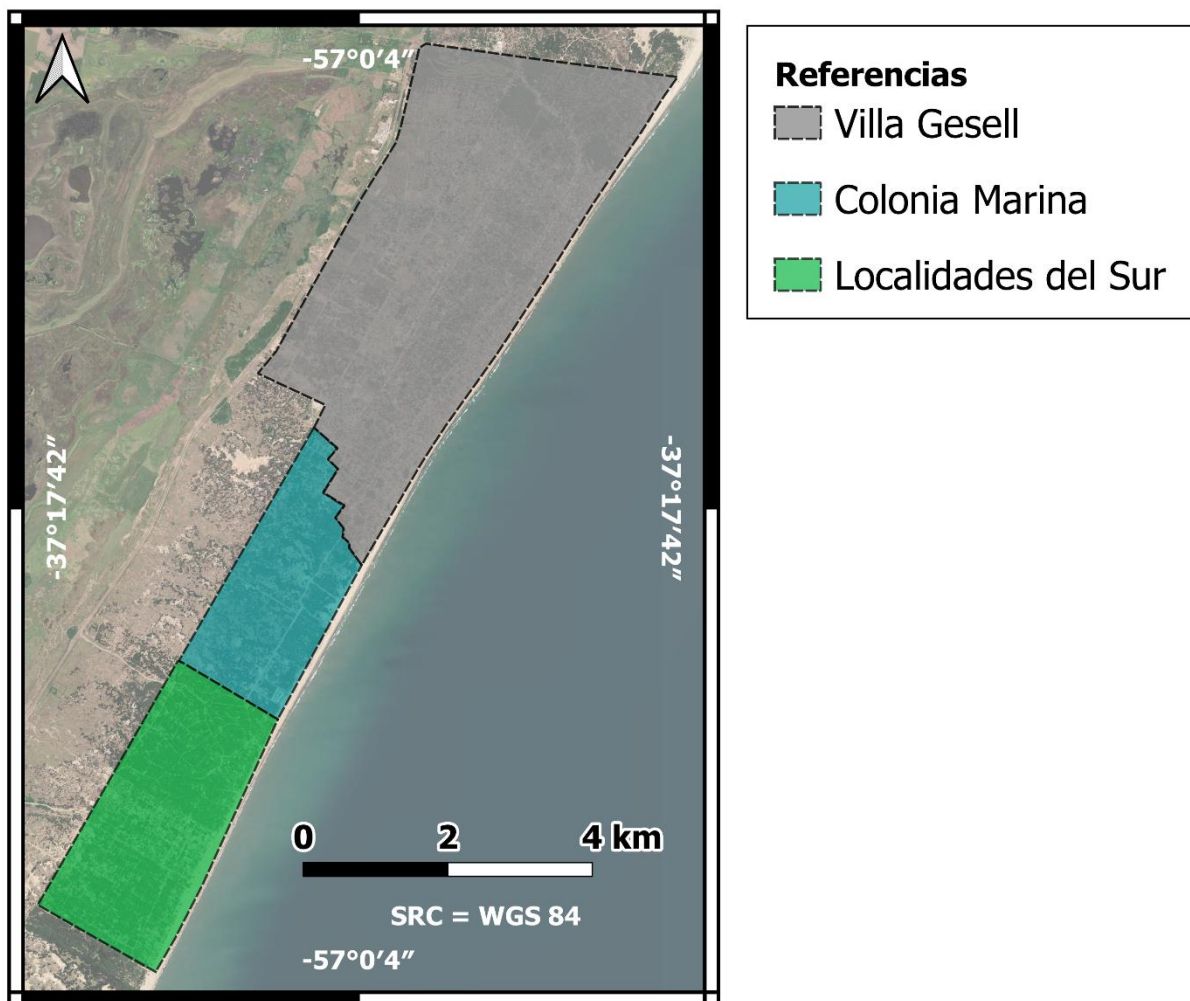 -57°0’4”
-37°17’42”
-37°17’42”
0 2 4 km
SRC = WGS 84
-57°0’4”
Referencias
Villa Gesell
Colonia Marina
Localidades del Sur